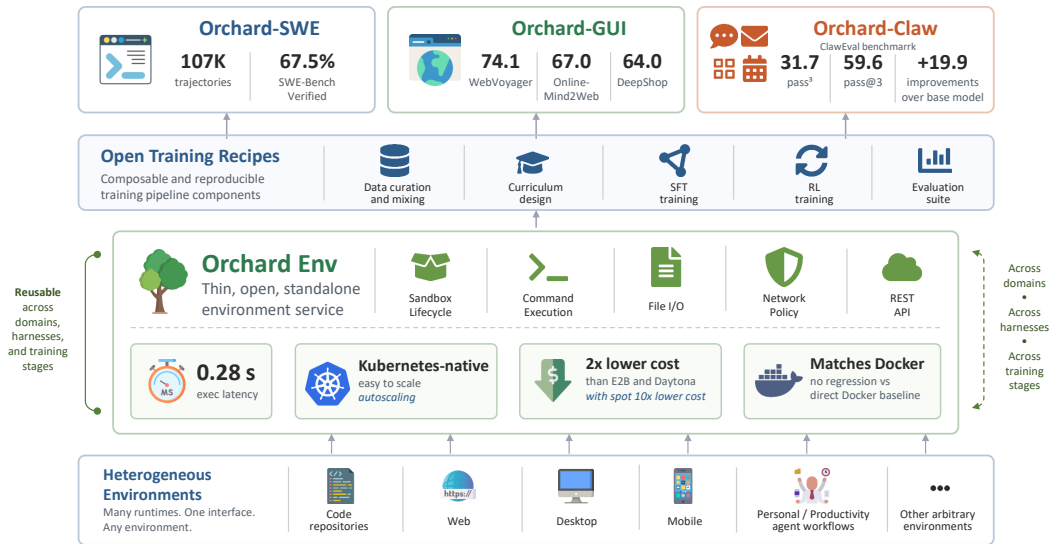 Orchard-SWE
107K
trajectories
67.5%
SWE-Bench
Verified
Orchard-GUI
74.1
WebVoyager
67.0
Online-
Mind2Web
64.0
DeepShop
Orchard-Claw
ClawEval benchmarrk
31.7
pass³
59.6
pass@3
+19.9
improvements
over base model
Open Training Recipes
Composable and reproducible
training pipeline components
Data curation
and mixing
Curriculum
design
SFT
training
RL
training
Evaluation
suite
Reusable
across
domains,
harnesses,
and training
stages
Orchard Env
Thin, open, standalone
environment service
Sandbox
Lifecycle
Command
Execution
File I/O
Network
Policy
REST
API
MS
0.28 s
exec latency
Kubernetes-native
easy to scale
autoscaling
$
2x lower cost
than E2B and Daytona
with spot 10x lower cost
Matches Docker
no regression vs
direct Docker baseline
Across
domains
•
Across
harnesses
•
Across
training
stages
Heterogeneous
Environments
Many runtimes. One interface.
Any environment.
</>
Code
repositories
https://
Web
Desktop
Mobile
Personal / Productivity
agent workflows
•••
Other arbitrary
environments